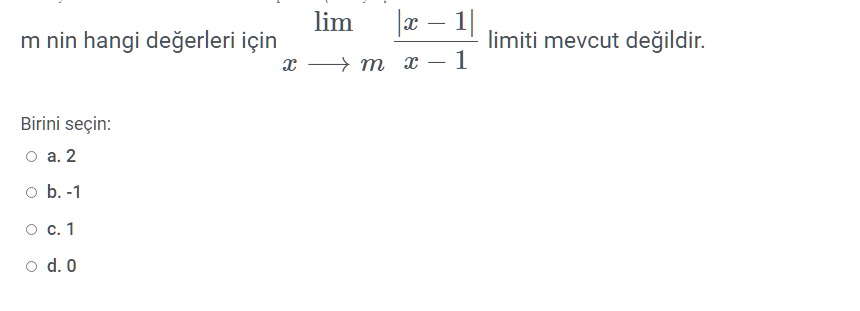 m nin hangi değerleri için lim x ⟶ m |x − 1| / x − 1 limiti mevcut değildir.
Birini seçin:
a. 2
b. -1
c. 1
d. 0